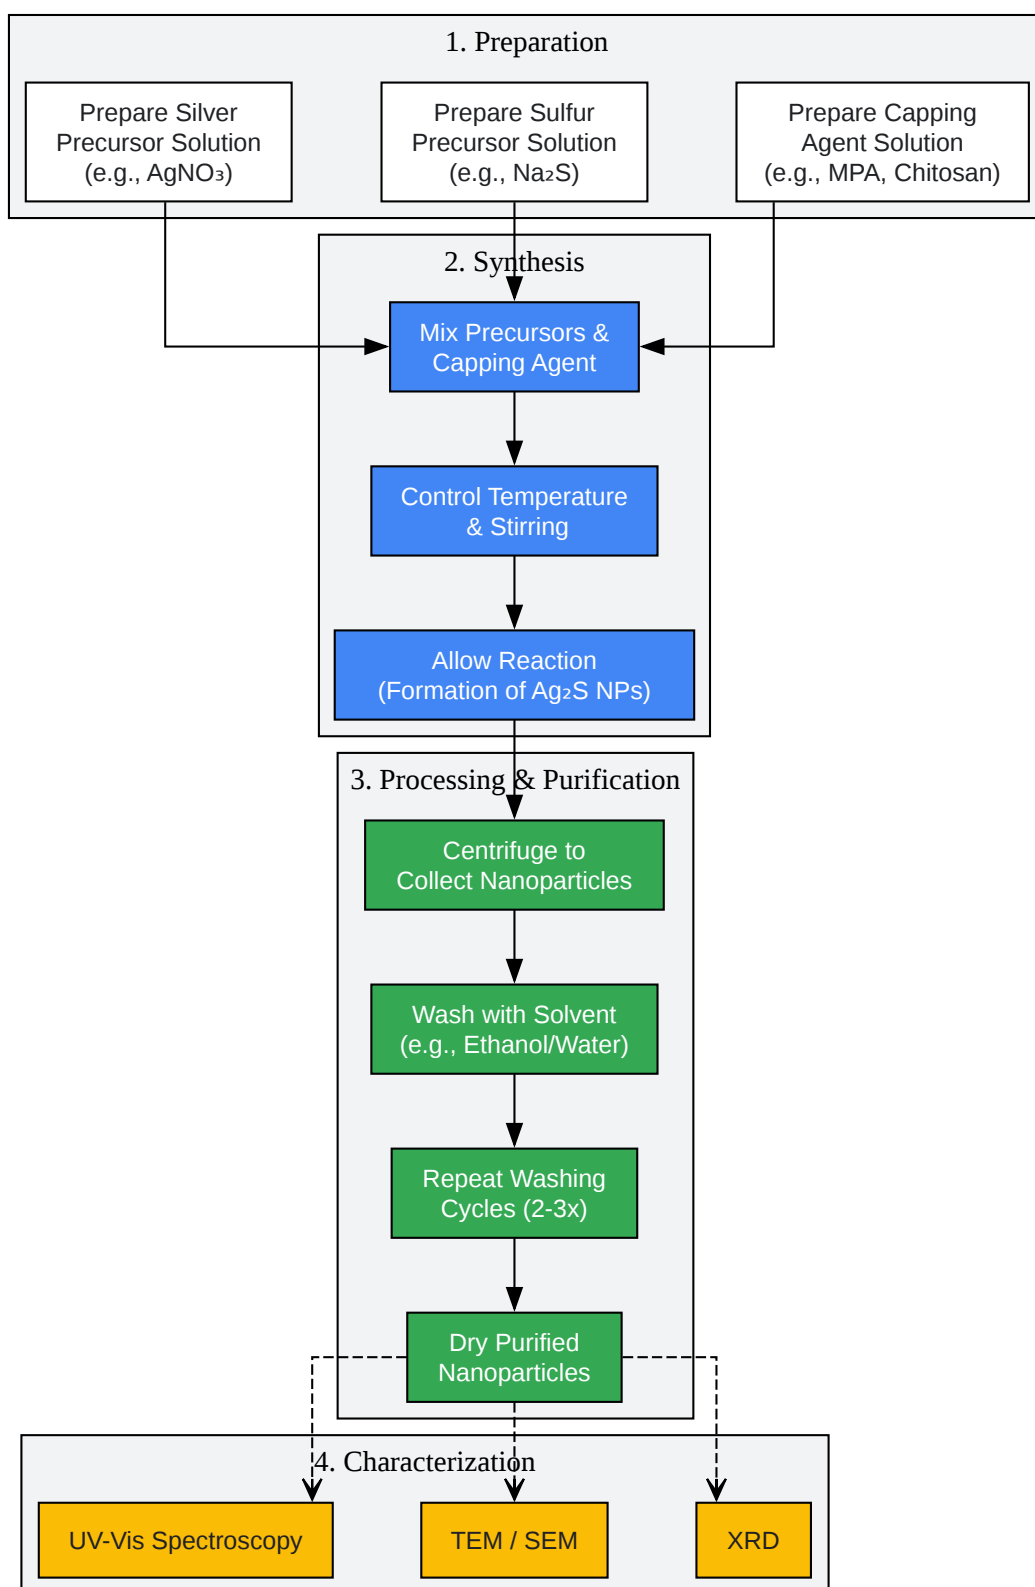 1. Preparation
Prepare Silver
Precursor Solution
(e.g., AgNO₃)
Prepare Sulfur
Precursor Solution
(e.g., Na₂S)
Prepare Capping
Agent Solution
(e.g., MPA, Chitosan)
2. Synthesis
Mix Precursors &
Capping Agent
Control Temperature
& Stirring
Allow Reaction
(Formation of Ag₂S NPs)
3. Processing & Purification
Centrifuge to
Collect Nanoparticles
Wash with Solvent
(e.g., Ethanol/Water)
Repeat Washing
Cycles (2-3x)
Dry Purified
Nanoparticles
4. Characterization
UV-Vis Spectroscopy
TEM / SEM
XRD